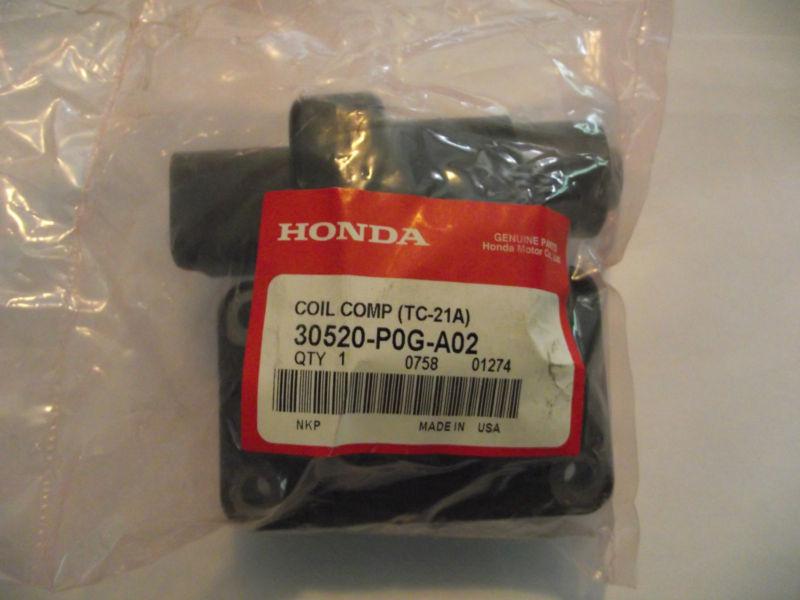 HONDA
GENUINE PARTS
Honda Motor Co., Ltd.
COIL COMP (TC-21A)
30520-P0G-A02
QTY 1 0758 01274
NKP MADE IN USA